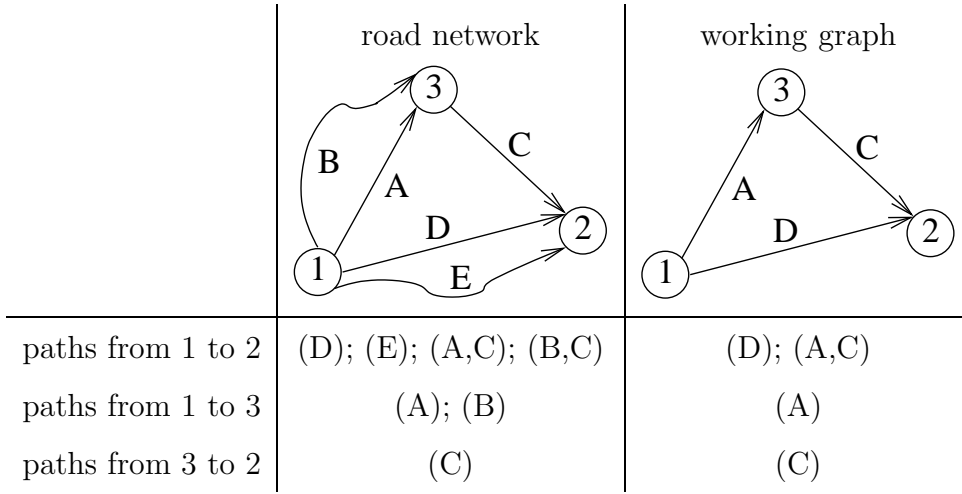 road network
working graph
3
3
B
C
C
A
A
D
D
2
2
1
E
1
paths from 1 to 2
(D); (E); (A,C); (B,C)
(D); (A,C)
paths from 1 to 3
(A); (B)
(A)
paths from 3 to 2
(C)
(C)